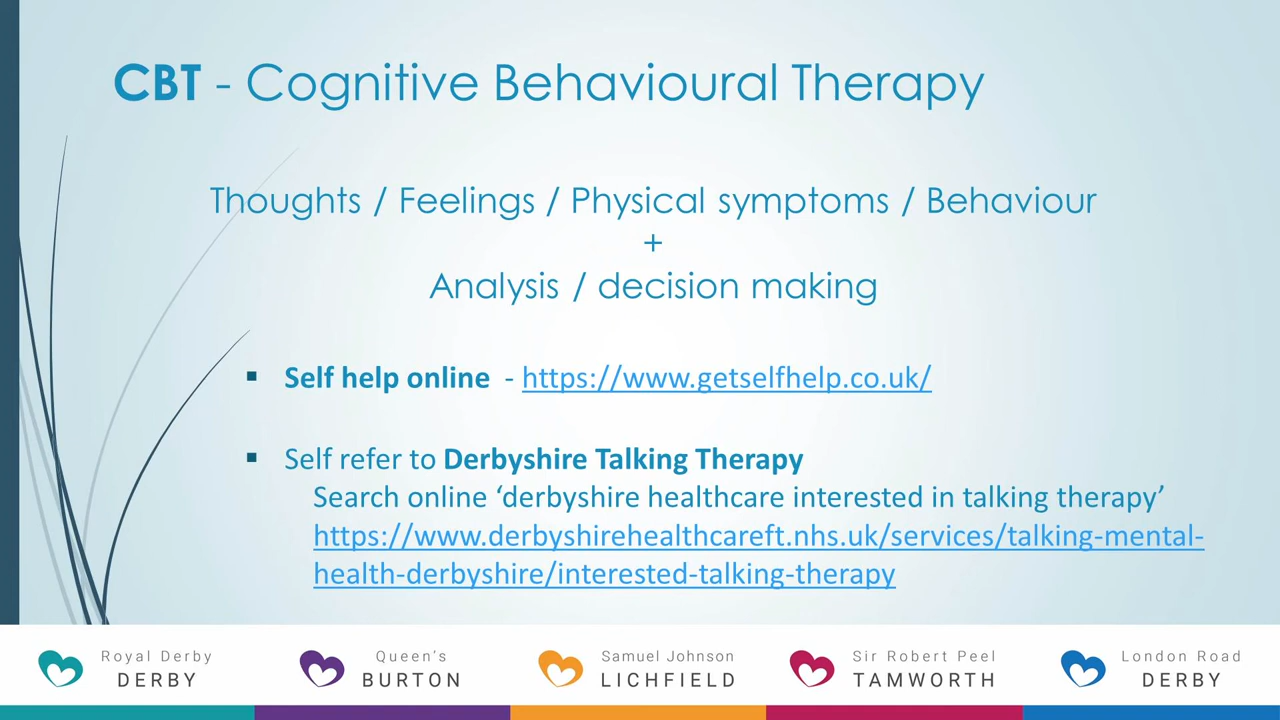 CBT - Cognitive Behavioural Therapy
Thoughts / Feelings / Physical symptoms / Behaviour
+
Analysis / decision making
▪ Self help online - https://www.getselfhelp.co.uk/
▪ Self refer to Derbyshire Talking Therapy
Search online ‘derbyshire healthcare interested in talking therapy’
https://www.derbyshirehealthcareft.nhs.uk/services/talking-mental-
health-derbyshire/interested-talking-therapy
Royal Derby
DERBY
Queen's
BURTON
Samuel Johnson
LICHFIELD
Sir Robert Peel
TAMWORTH
London Road
DERBY